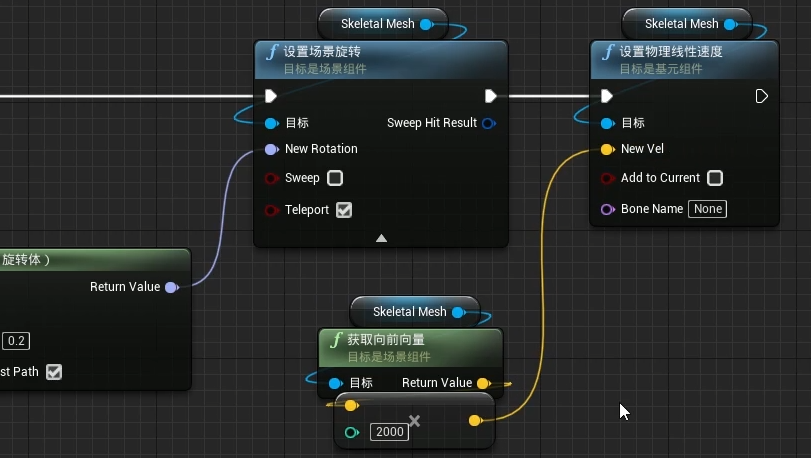 Skeletal Mesh
Skeletal Mesh
设置场景旋转
目标是场景组件
目标
Sweep Hit Result
New Rotation
Sweep
Teleport
设置物理线性速度
目标是基元组件
目标
New Vel
Add to Current
Bone Name None
旋转体）
Return Value
0.2
st Path
Skeletal Mesh
获取向前向量
目标是场景组件
目标 Return Value
2000